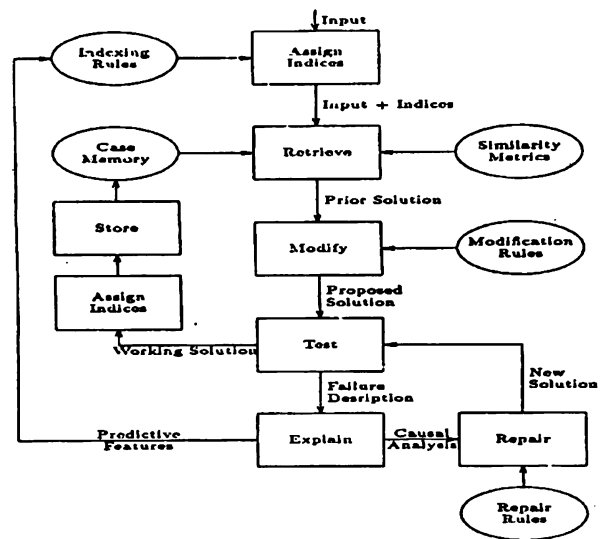 Input
Indexing
Rules
Assign
Indices
Input + Indices
Case
Memory
Retrieve
Similarity
Metrics
Prior Solution
Store
Modify
Modification
Rules
Proposed
Solution
Assign
Indices
Test
Working Solution
New
Solution
Failure
Desription
Predictive
Features
Explain
Causal
Analysis
Repair
Repair
Rules